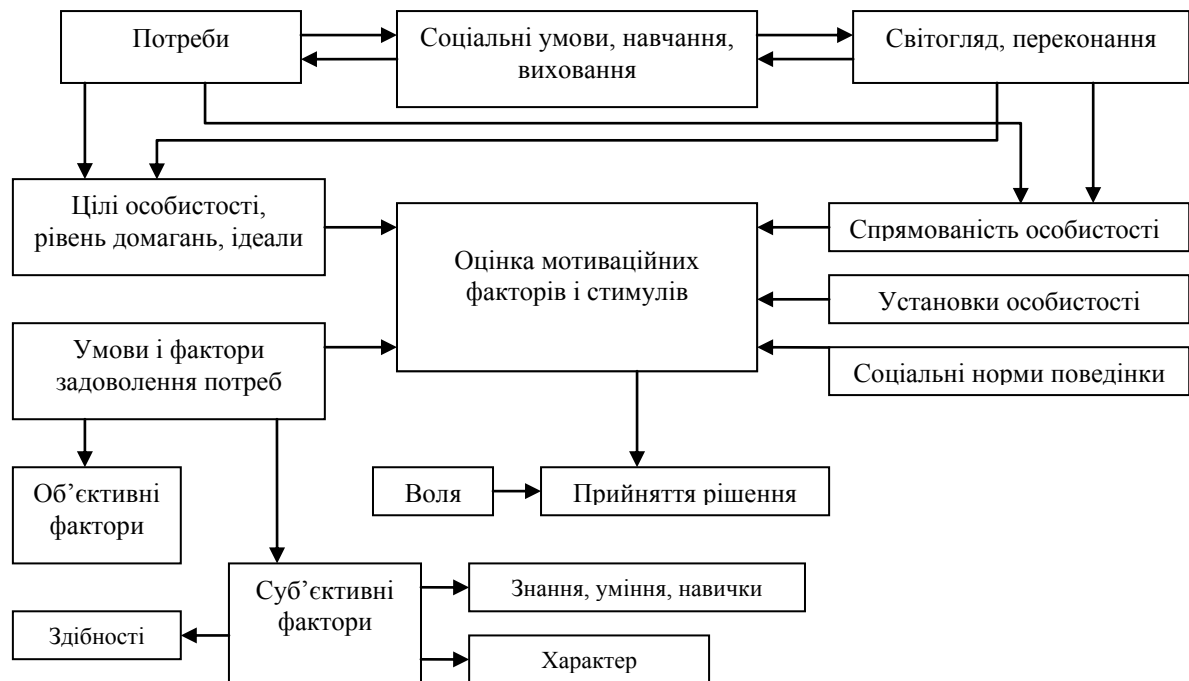 Потреби
Соціальні умови, навчання,
виховання
Світогляд, переконання
Цілі особистості,
рівень домагань, ідеали
Оцінка мотиваційних
факторів і стимулів
Спрямованість особистості
Установки особистості
Соціальні норми поведінки
Умови і фактори
задоволення потреб
Об’єктивні
фактори
Воля
Прийняття рішення
Суб’єктивні
фактори
Знання, уміння, навички
Здібності
Характер